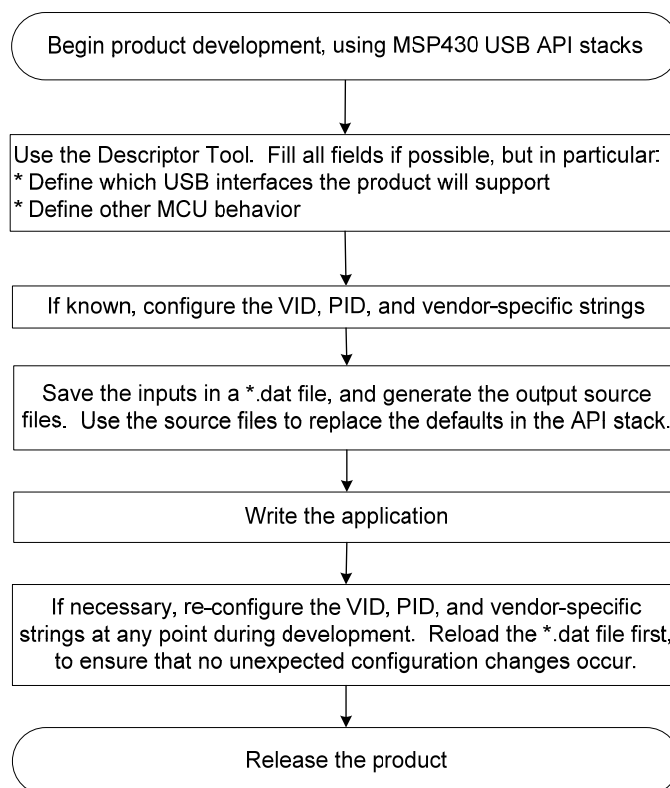 Begin product development, using MSP430 USB API stacks
Use the Descriptor Tool.  Fill all fields if possible, but in particular:
* Define which USB interfaces the product will support
* Define other MCU behavior
If known, configure the VID, PID, and vendor-specific strings
Save the inputs in a *.dat file, and generate the output source
files.  Use the source files to replace the defaults in the API stack.
Write the application
If necessary, re-configure the VID, PID, and vendor-specific
strings at any point during development.  Reload the *.dat file first,
to ensure that no unexpected configuration changes occur.
Release the product